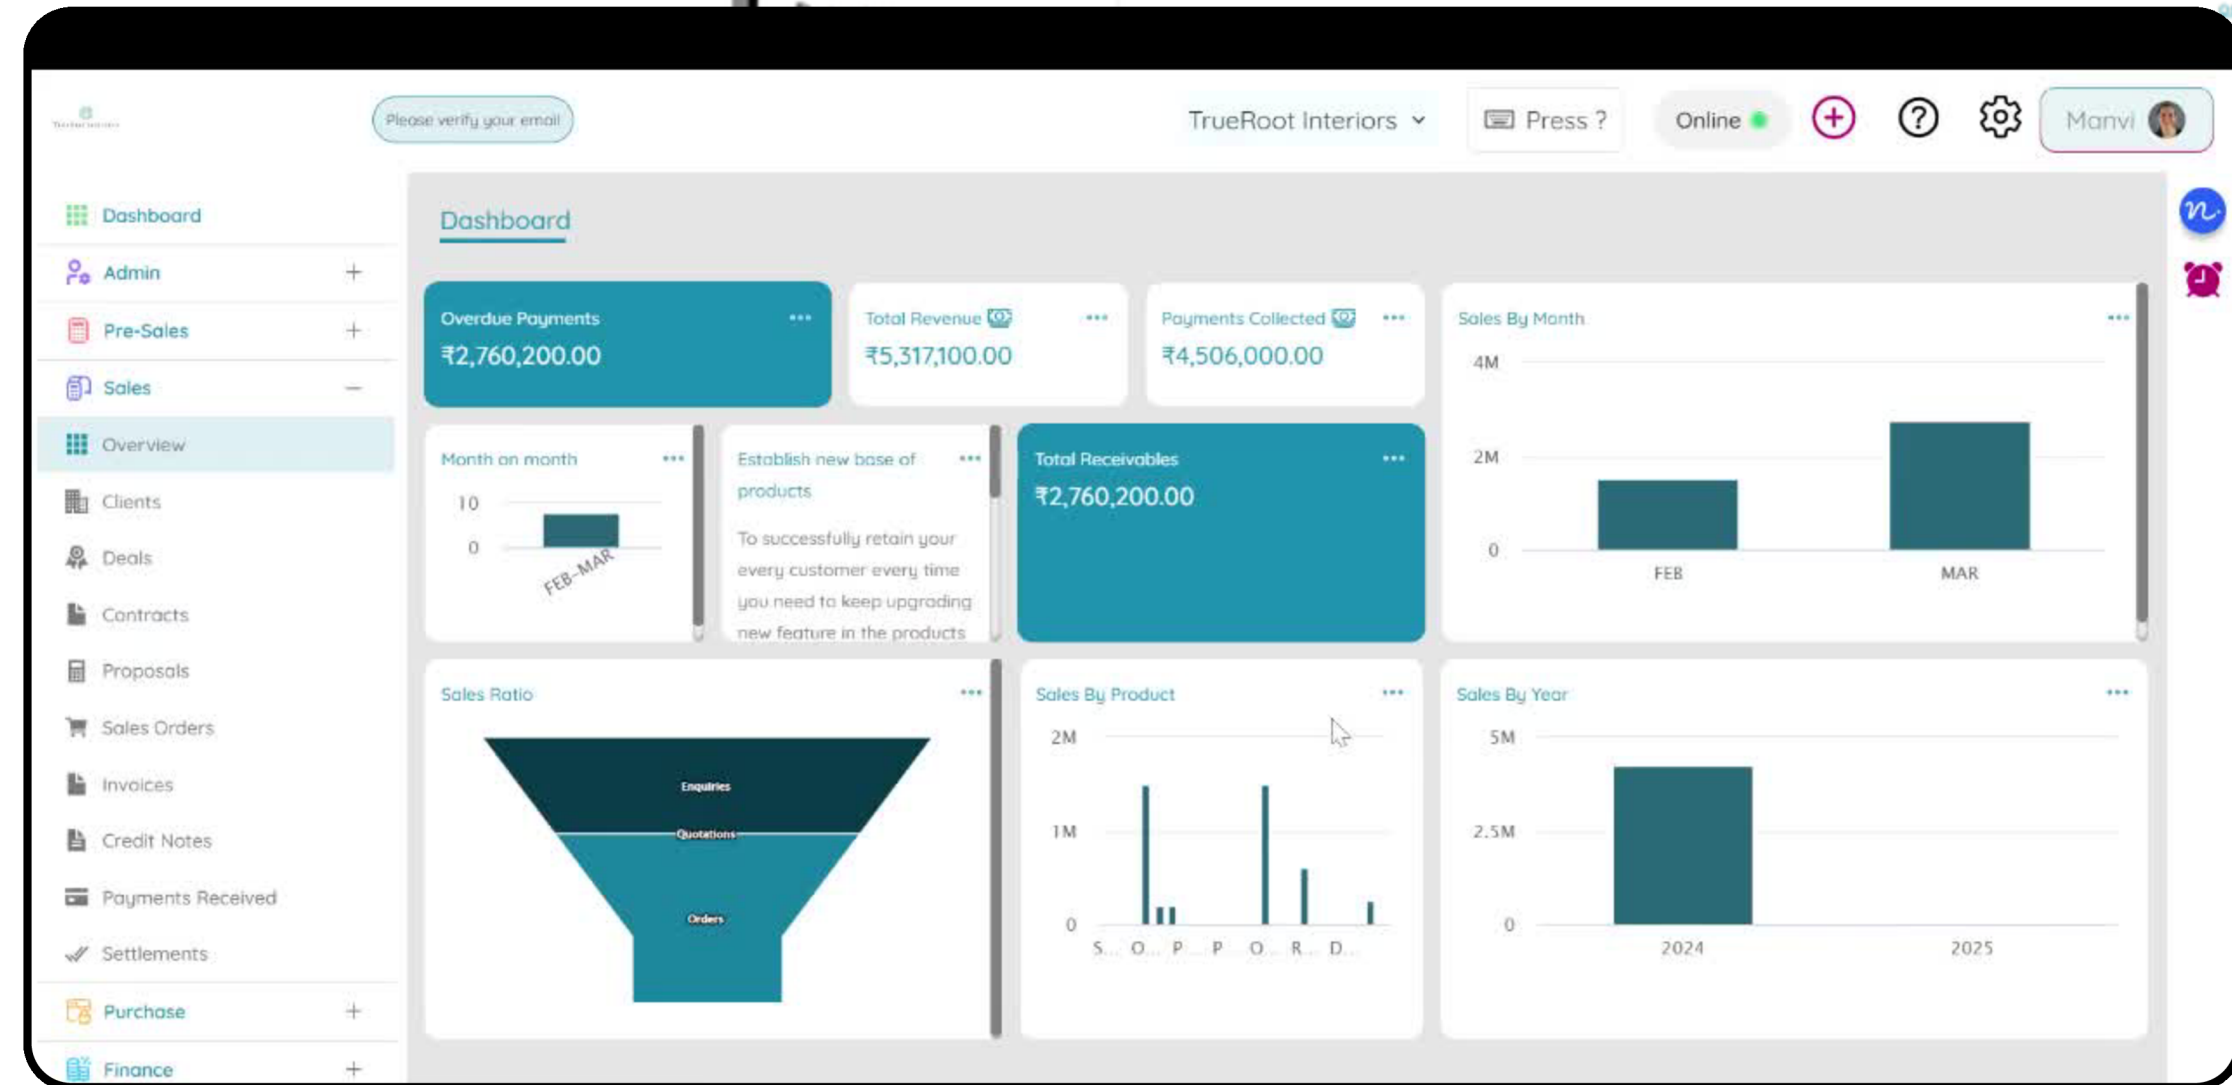 Please verify your email
TrueRoot Interiors
Press ?
Online
Manvi
Dashboard
Admin
Pre-Sales
Sales
Overview
Clients
Deals
Contracts
Proposals
Sales Orders
Invoices
Credit Notes
Payments Received
Settlements
Purchase
Finance
Dashboard
Overdue Payments
₹2,760,200.00
Total Revenue
₹5,317,100.00
Payments Collected
₹4,506,000.00
Sales By Month
4M
2M
0
FEB MAR
Month on month
10
0
FEB-MAR
Establish new base of
products
To successfully retain your
every customer every time
you need to keep upgrading
new feature in the products
Total Receivables
₹2,760,200.00
Sales Ratio
Enquiries
Quotations
Orders
Sales By Product
2M
1M
0
S... O... P... P... O... R... D...
Sales By Year
5M
2.5M
0
2024 2025